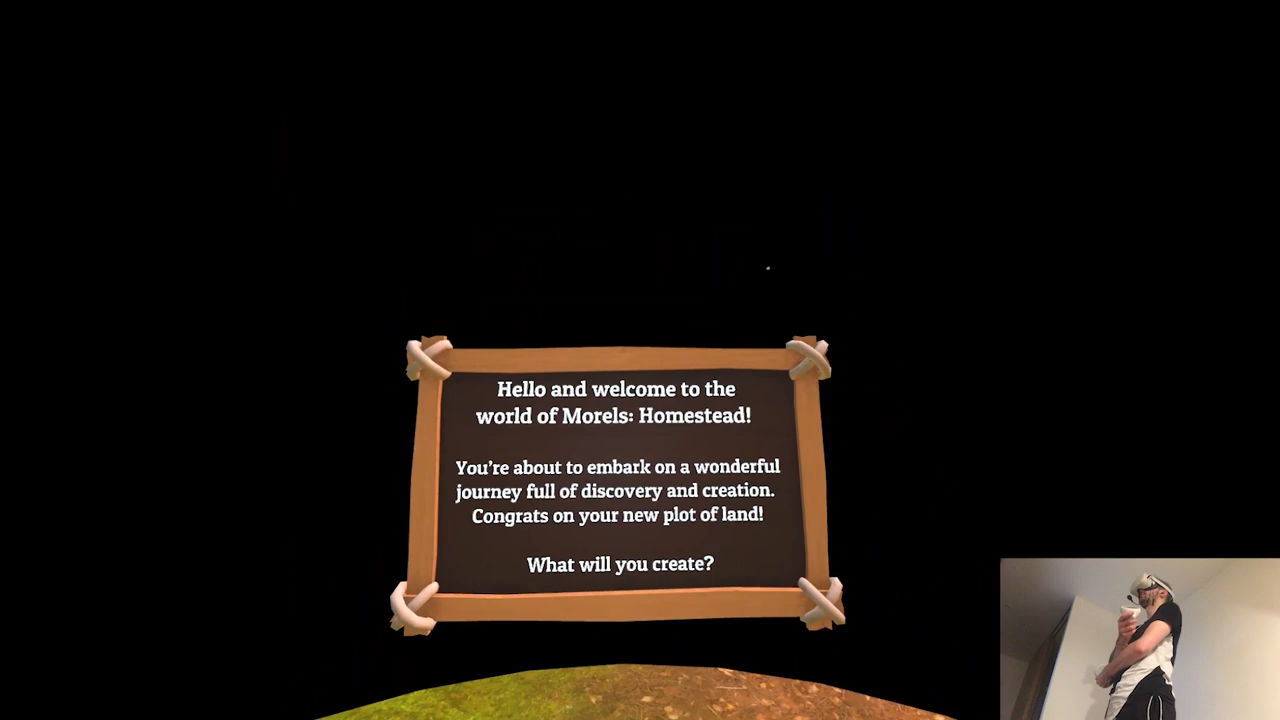 Hello and welcome to the
world of Morels: Homestead!
You're about to embark on a wonderful
journey full of discovery and creation.
Congrats on your new plot of land!
What will you create?